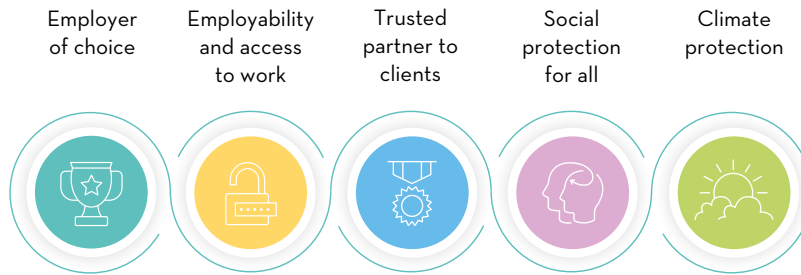 Employer
of choice
Employability
and access
to work
Trusted
partner to
clients
Social
protection
for all
Climate
protection